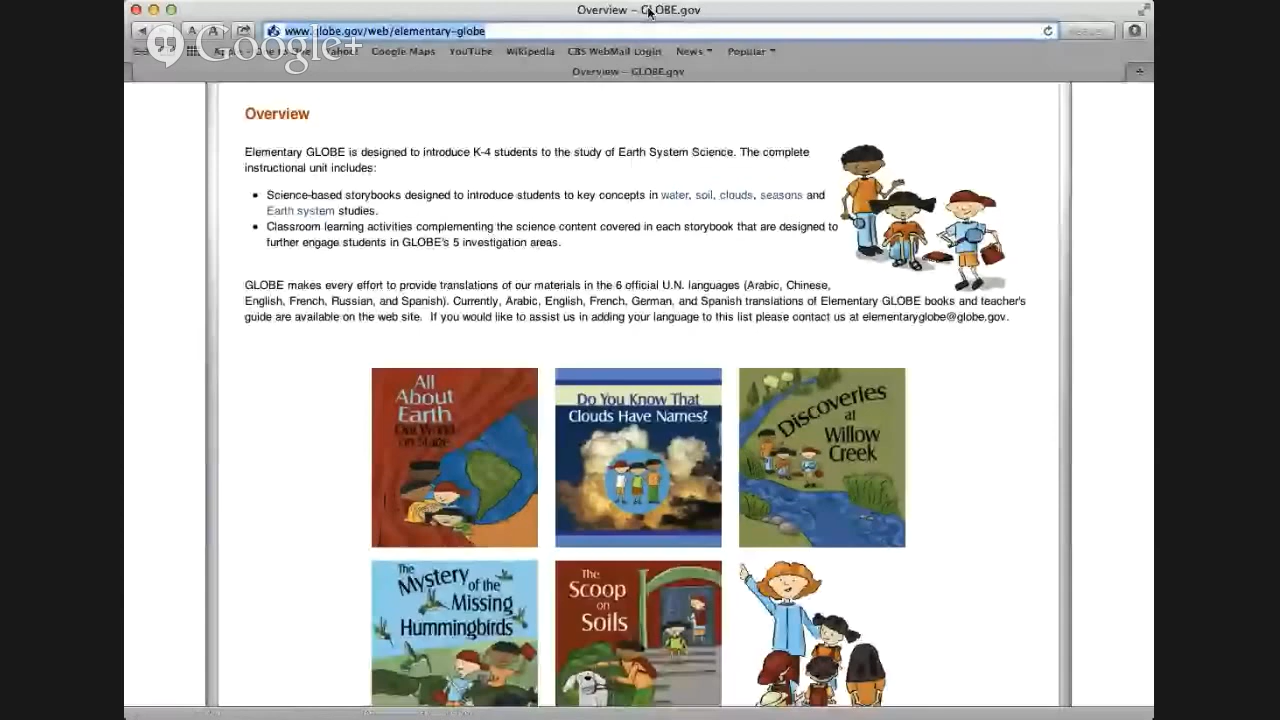 Overview – GLOBE.gov
www.globe.gov/web/elementary-globe
Google+
Yahoo! Google Maps YouTube Wikipedia CBS WebMail Login News Popular
Overview – GLOBE.gov
Overview
Elementary GLOBE is designed to introduce K-4 students to the study of Earth System Science. The complete
instructional unit includes:
• Science-based storybooks designed to introduce students to key concepts in water, soil, clouds, seasons and
Earth system studies.
• Classroom learning activities complementing the science content covered in each storybook that are designed to
further engage students in GLOBE's 5 investigation areas.
GLOBE makes every effort to provide translations of our materials in the 6 official U.N. languages (Arabic, Chinese,
English, French, Russian, and Spanish). Currently, Arabic, English, French, German, and Spanish translations of Elementary GLOBE books and teacher's
guide are available on the web site. If you would like to assist us in adding your language to this list please contact us at elementaryglobe@globe.gov.
All
About
Earth
Our World
on Stage
Do You Know That
Clouds Have Names?
Discoveries
at
Willow
Creek
The
Mystery of the
Missing
Hummingbirds
The
Scoop
on
Soils